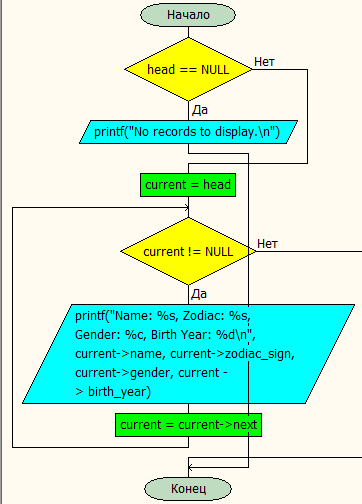 Начало
head == NULL
Нет
Да
printf("No records to display.\n")
current = head
current != NULL
Нет
Да
printf("Name: %s, Zodiac: %s,
Gender: %c, Birth Year: %d\n",
current->name, current->zodiac_sign,
current->gender, current -
> birth_year)
current = current->next
Конец